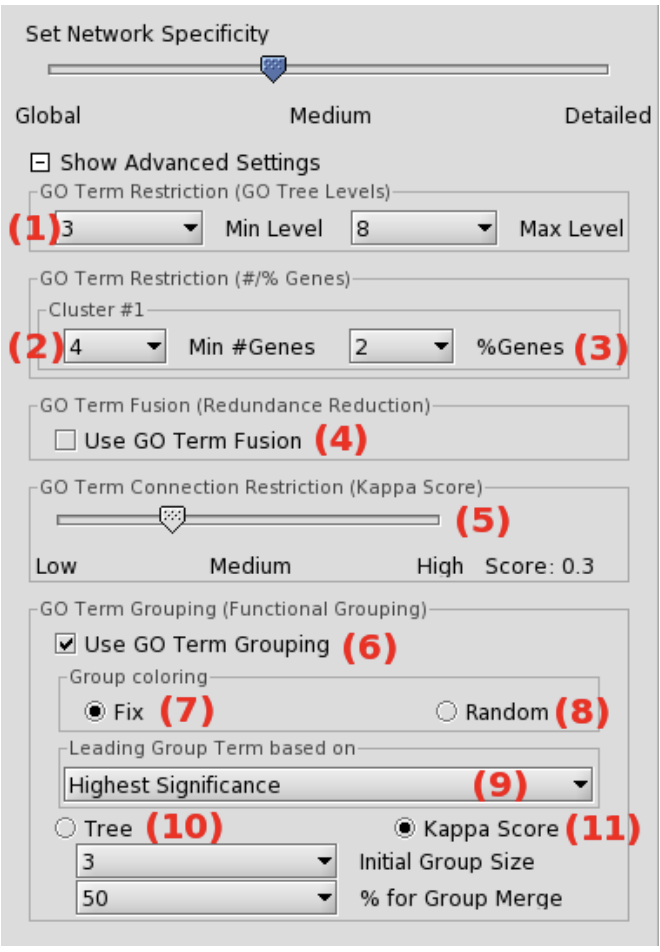 Set Network Specificity
Global Medium Detailed
Show Advanced Settings
GO Term Restriction (GO Tree Levels)
(1) 3 Min Level 8 Max Level
GO Term Restriction (#/% Genes)
Cluster #1
(2) 4 Min #Genes 2 %Genes (3)
GO Term Fusion (Redundance Reduction)
Use GO Term Fusion (4)
GO Term Connection Restriction (Kappa Score)
(5)
Low Medium High Score: 0.3
GO Term Grouping (Functional Grouping)
Use GO Term Grouping (6)
Group coloring
Fix (7) Random (8)
Leading Group Term based on
Highest Significance (9)
Tree (10) Kappa Score (11)
3 Initial Group Size
50 % for Group Merge